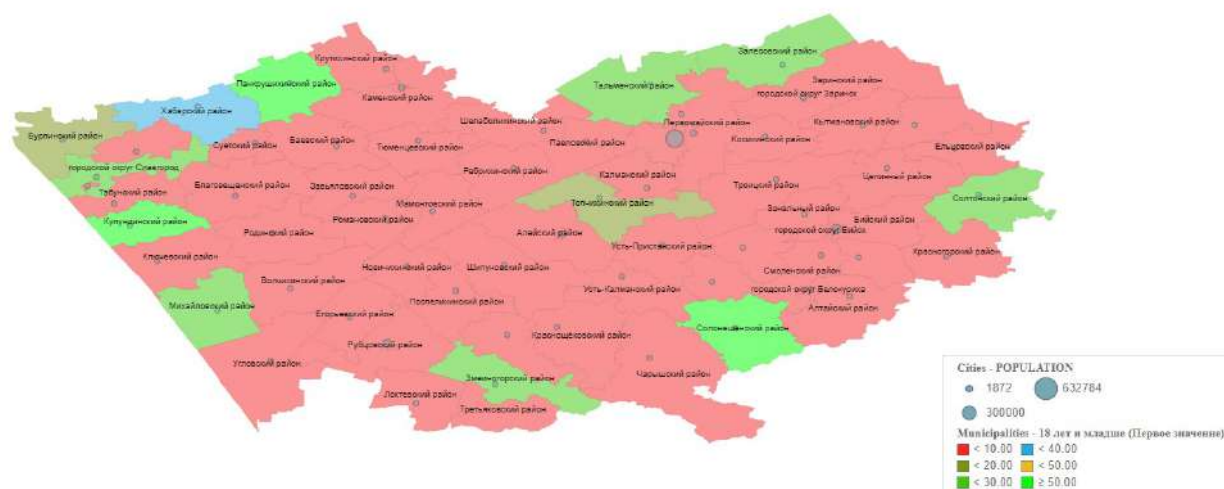 Крутихинский район
Залесовский район
Панкрушихинский район
Тальменский район
Заринский район
Каменский район
городской округ Заринск
Хабарский район
Шелаболихинский район
Первомайский район
Кытмановский район
Бурлинский район
Суетский район
Баевский район
Тюменцевский район
Павловский район
Косихинский район
Ельцовский район
городской округ Славгород
Ребрихинский район
Калманский район
Троицкий район
Целинный район
Табунский район
Благовещенский район
Завьяловский район
Мамонтовский район
Топчихинский район
Солтонский район
Кулундинский район
Романовский район
Зональный район
Бийский район
Родинский район
Алейский район
городской округ Бийск
Усть-Пристанский район
Красногорский район
Ключевский район
Новичихинский район
Шипуновский район
Смоленский район
Волчихинский район
Усть-Калманский район
городской округ Белокуриха
Михайловский район
Поспелихинский район
Алтайский район
Егорьевский район
Краснощёковский район
Солонешенский район
Рубцовский район
Угловский район
Змеиногорский район
Чарышский район
Локтевский район
Третьяковский район
Cities - POPULATION
1872 632784
300000
Municipalities - 18 лет и младше (Первое значение)
< 10.00 < 40.00
< 20.00 < 50.00
< 30.00 ≥ 50.00